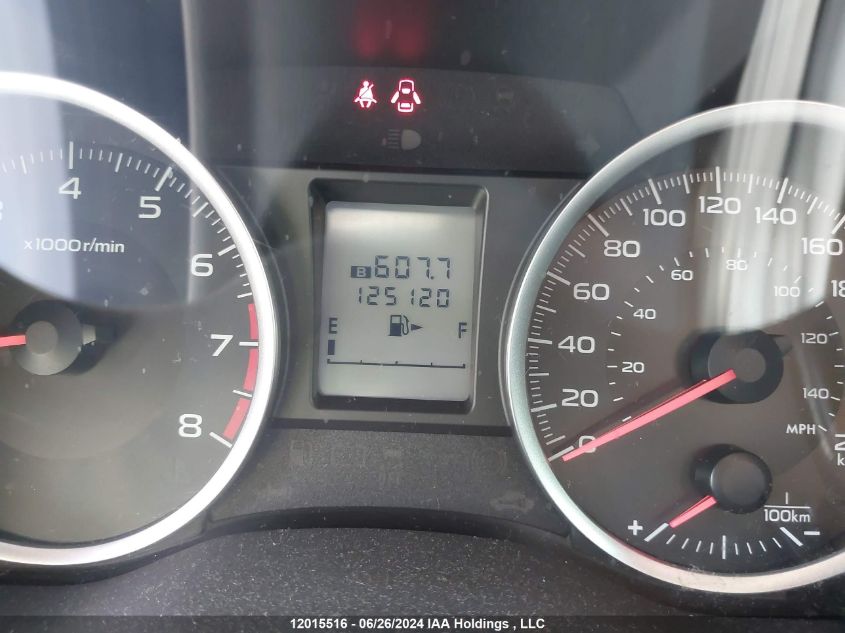 3 4 5 6 7 8
x1000r/min
B 607.7
125120
E F
0 20 40 60 80 100 120 140 160
20 40 60 80 100 120 140
MPH
+ -
100km
12015516 - 06/26/2024 IAA Holdings , LLC